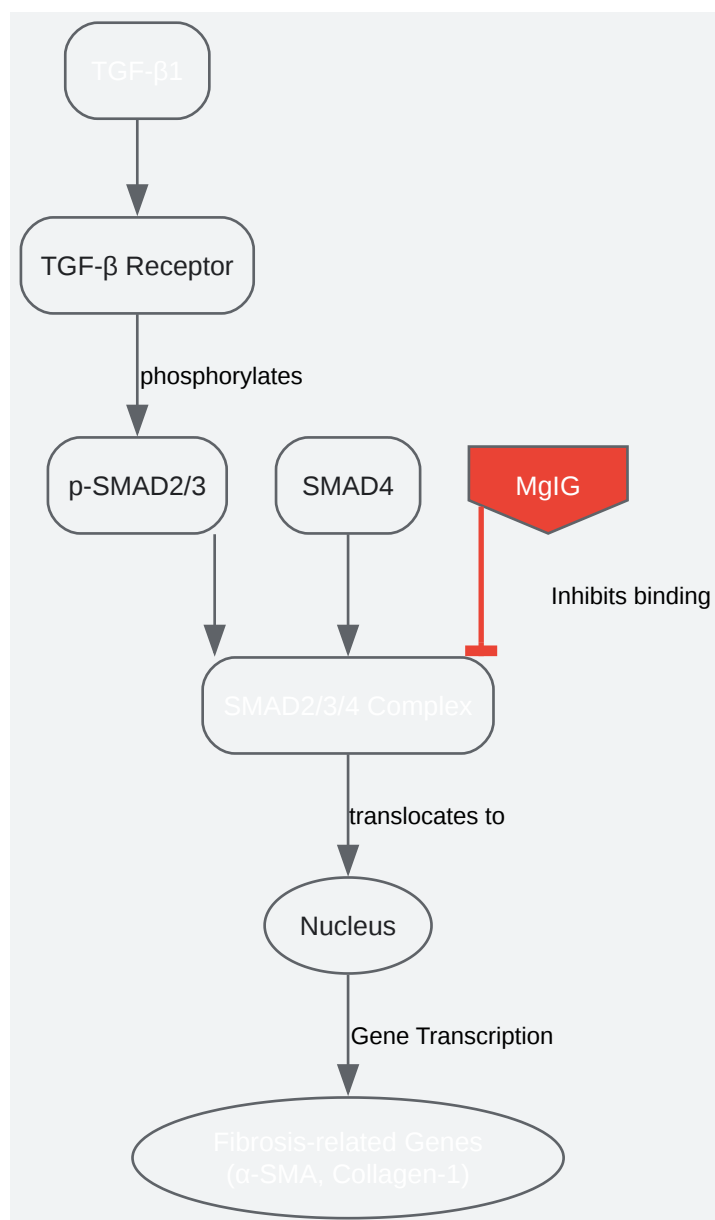 TGF-β1
TGF-β Receptor
phosphorylates
p-SMAD2/3
SMAD4
MgIG
Inhibits binding
SMAD2/3/4 Complex
translocates to
Nucleus
Gene Transcription
Fibrosis-related Genes
(α-SMA, Collagen-1)